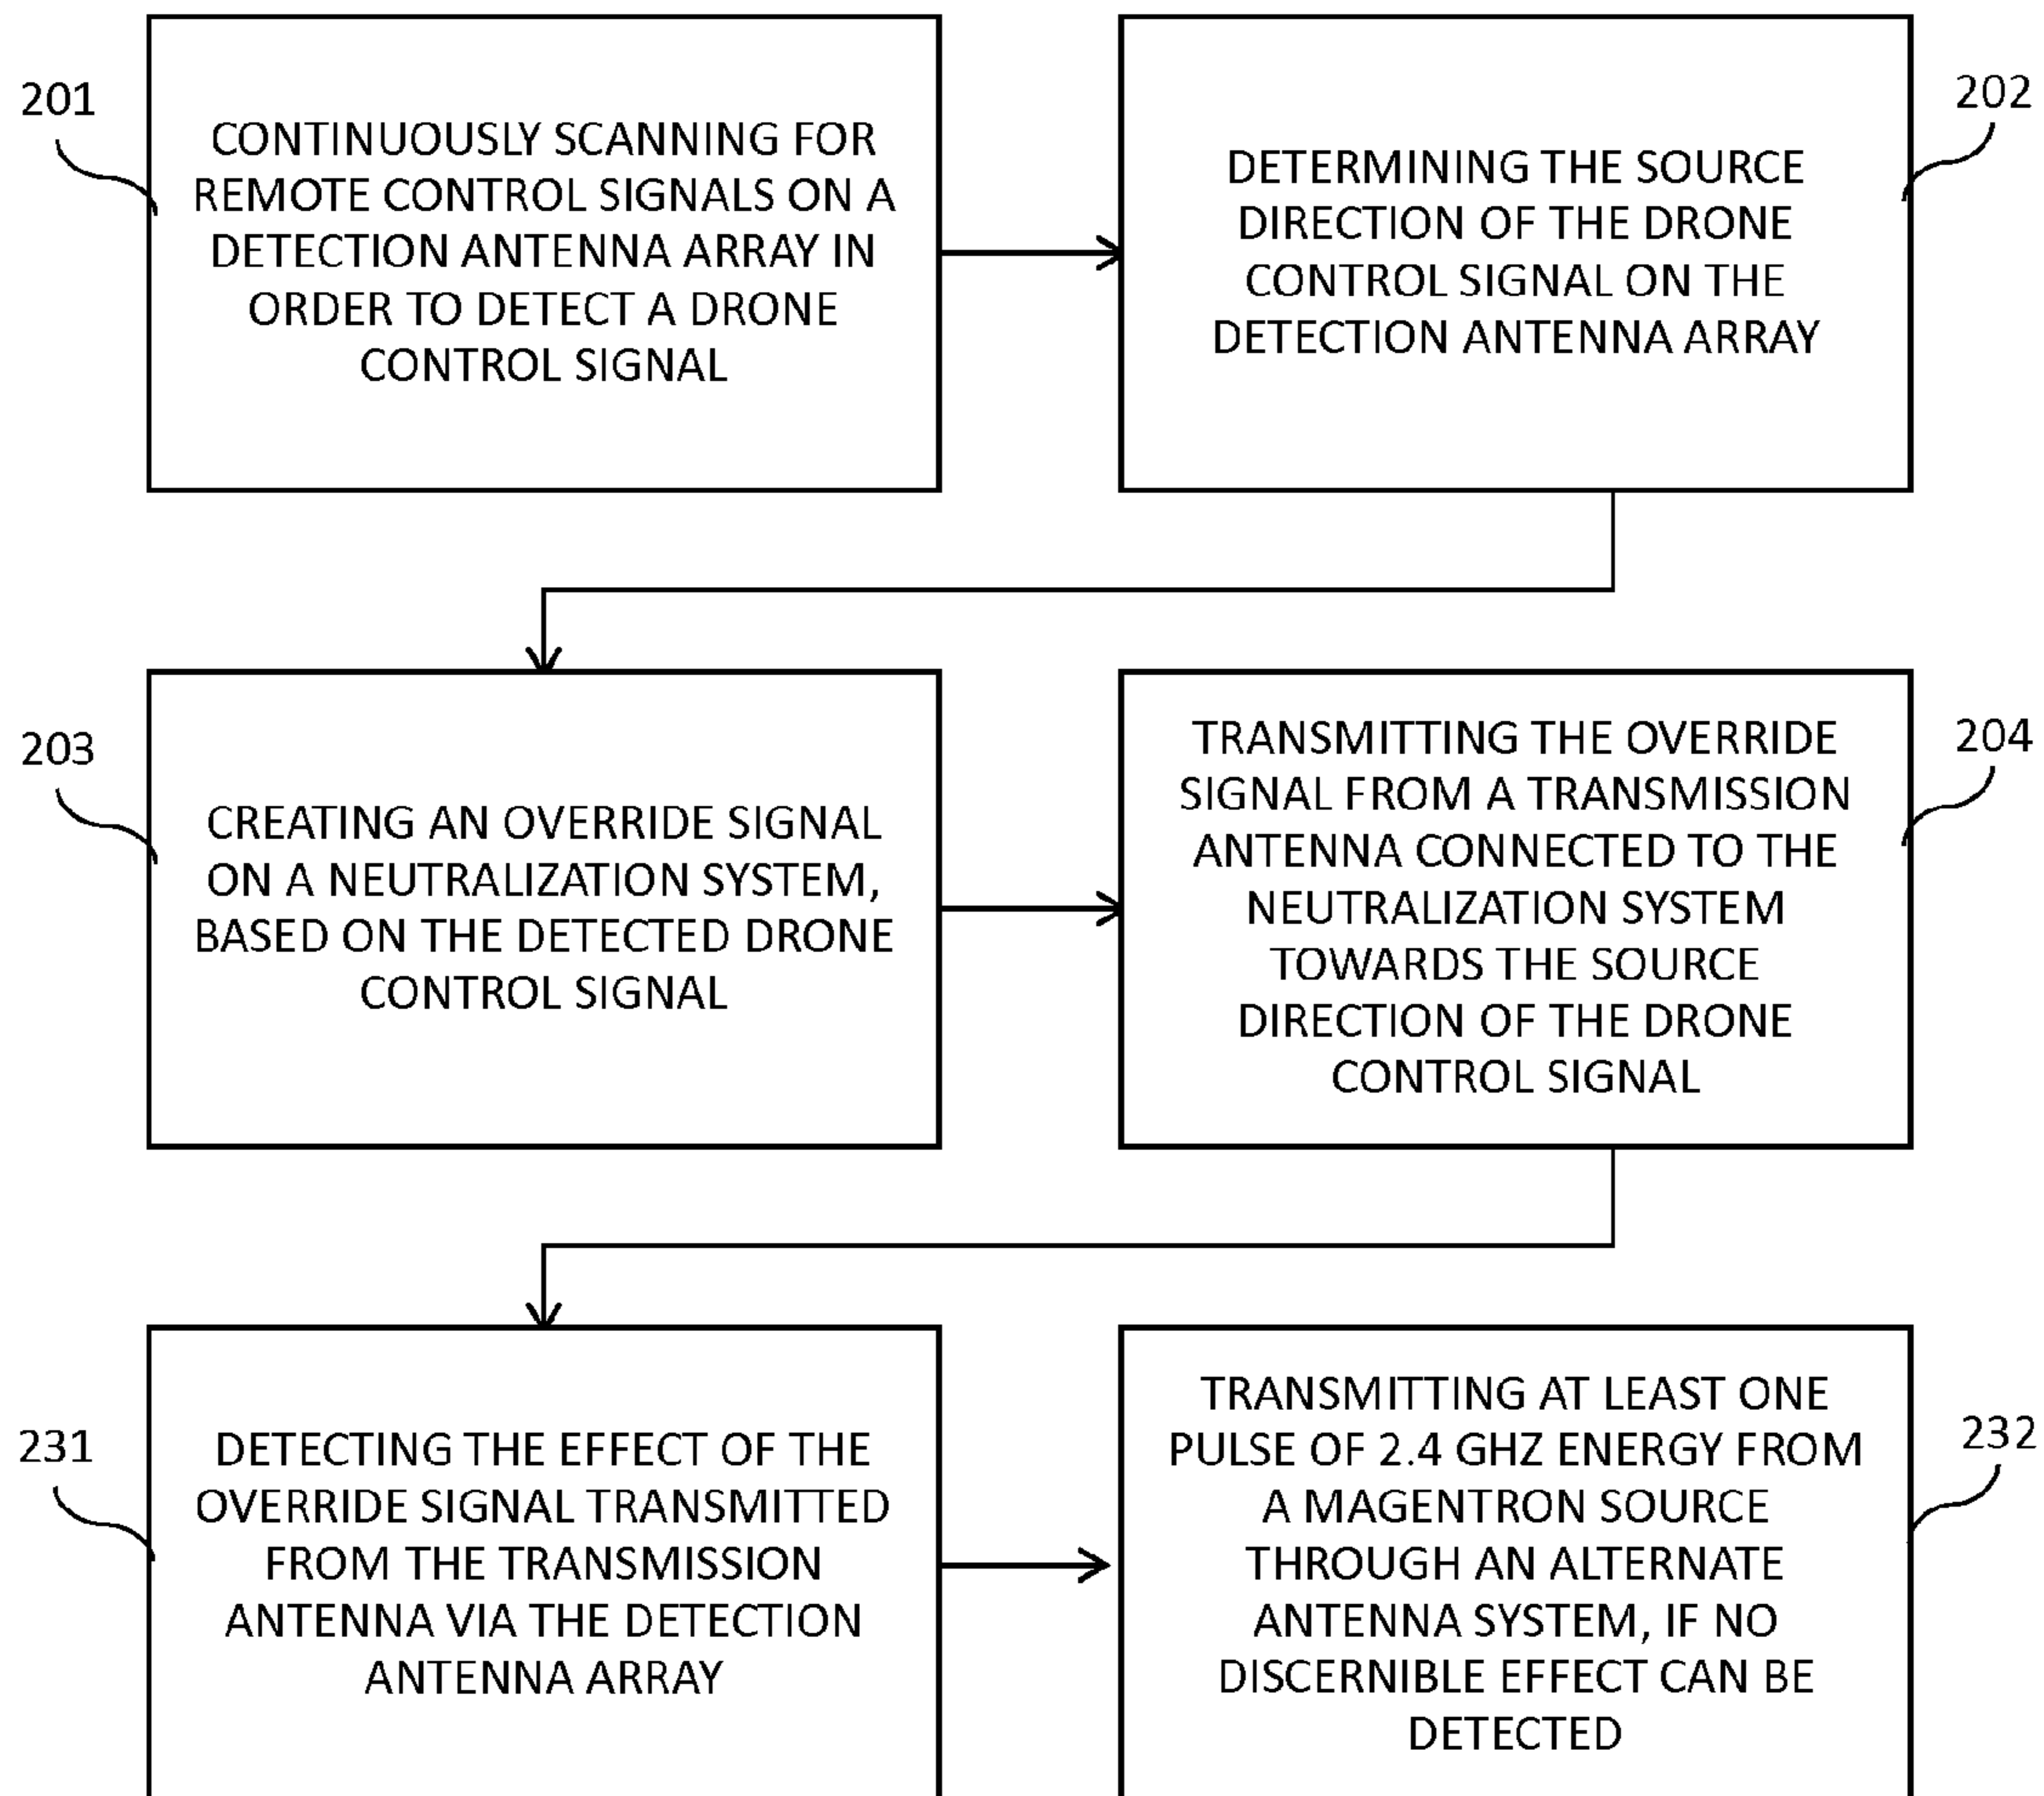 201
CONTINUOUSLY SCANNING FOR
REMOTE CONTROL SIGNALS ON A
DETECTION ANTENNA ARRAY IN
ORDER TO DETECT A DRONE
CONTROL SIGNAL
202
DETERMINING THE SOURCE
DIRECTION OF THE DRONE
CONTROL SIGNAL ON THE
DETECTION ANTENNA ARRAY
203
CREATING AN OVERRIDE SIGNAL
ON A NEUTRALIZATION SYSTEM,
BASED ON THE DETECTED DRONE
CONTROL SIGNAL
204
TRANSMITTING THE OVERRIDE
SIGNAL FROM A TRANSMISSION
ANTENNA CONNECTED TO THE
NEUTRALIZATION SYSTEM
TOWARDS THE SOURCE
DIRECTION OF THE DRONE
CONTROL SIGNAL
231
DETECTING THE EFFECT OF THE
OVERRIDE SIGNAL TRANSMITTED
FROM THE TRANSMISSION
ANTENNA VIA THE DETECTION
ANTENNA ARRAY
232
TRANSMITTING AT LEAST ONE
PULSE OF 2.4 GHZ ENERGY FROM
A MAGENTRON SOURCE
THROUGH AN ALTERNATE
ANTENNA SYSTEM, IF NO
DISCERNIBLE EFFECT CAN BE
DETECTED